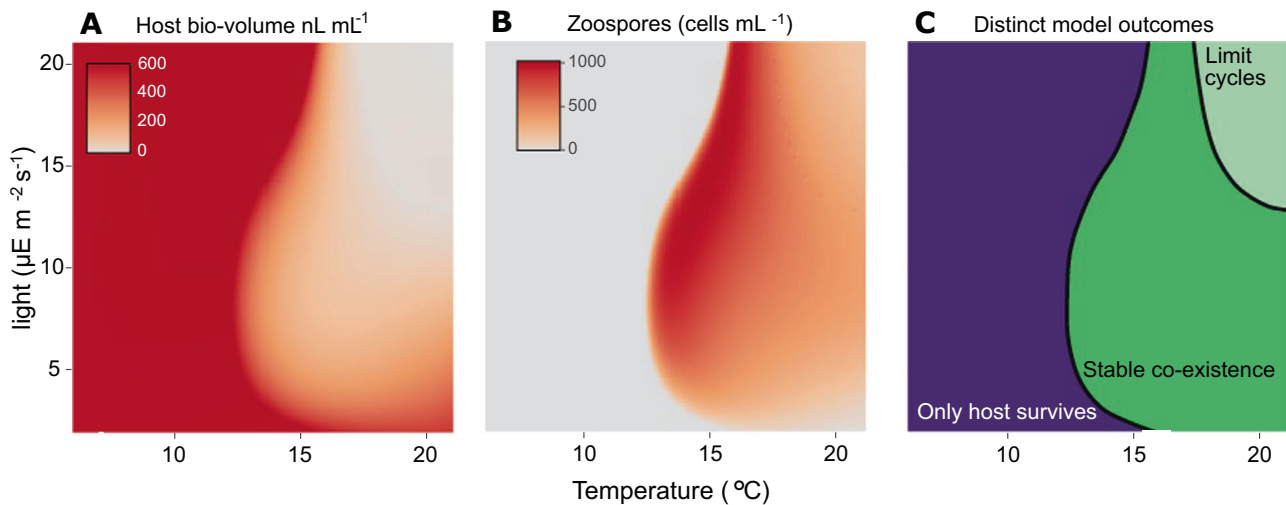 A Host bio-volume nL mL-1
B Zoospores (cells mL -1)
C Distinct model outcomes
600
400
200
0
1000
500
0
Limit
cycles
Stable co-existence
Only host survives
20
15
10
5
light (µE m -2 s-1)
10 15 20
10 15 20
10 15 20
Temperature ( °C)